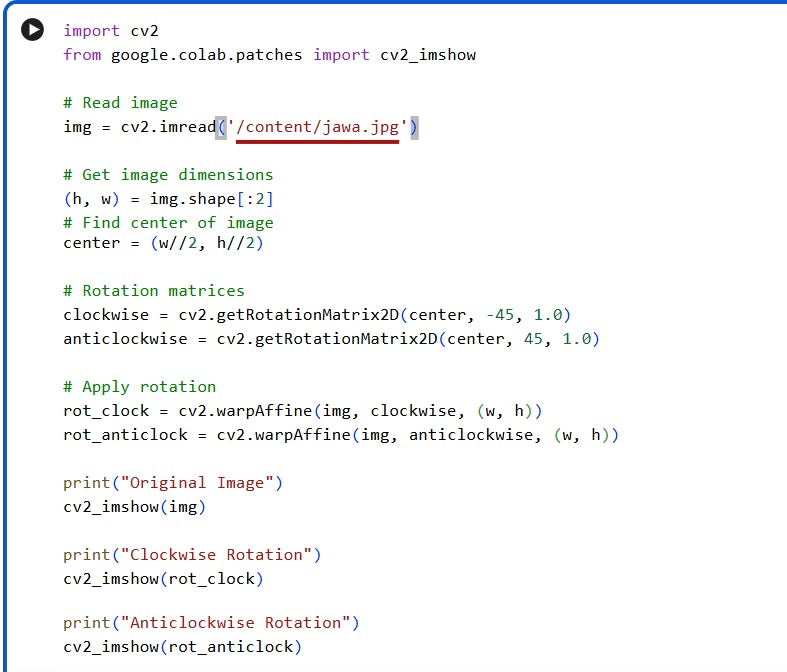 import cv2
from google.colab.patches import cv2_imshow
# Read image
img = cv2.imread('/content/jawa.jpg')
# Get image dimensions
(h, w) = img.shape[:2]
# Find center of image
center = (w//2, h//2)
# Rotation matrices
clockwise = cv2.getRotationMatrix2D(center, -45, 1.0)
anticlockwise = cv2.getRotationMatrix2D(center, 45, 1.0)
# Apply rotation
rot_clock = cv2.warpAffine(img, clockwise, (w, h))
rot_anticlock = cv2.warpAffine(img, anticlockwise, (w, h))
print("Original Image")
cv2_imshow(img)
print("Clockwise Rotation")
cv2_imshow(rot_clock)
print("Anticlockwise Rotation")
cv2_imshow(rot_anticlock)